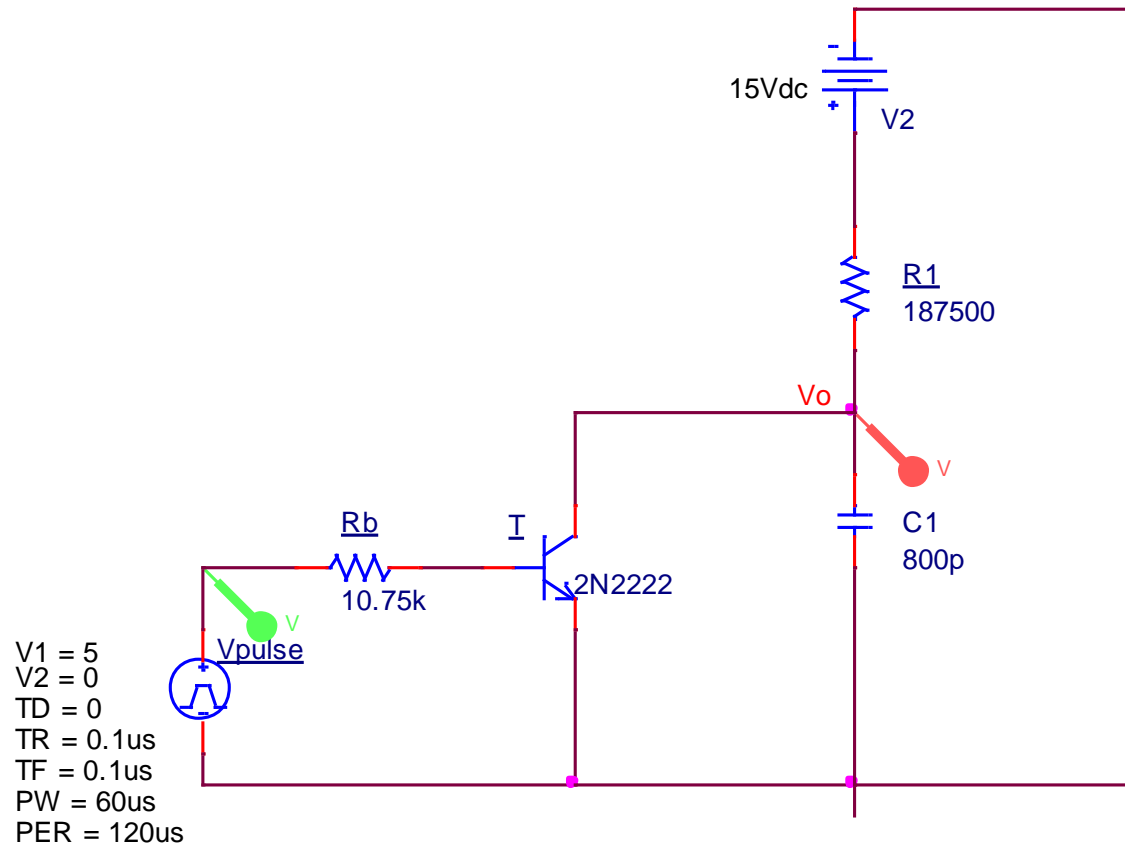 -
15Vdc
+
V2
R1
187500
Vo
V
Rb
T
C1
800p
2N2222
10.75k
V
Vpulse
+
-
V1 = 5
V2 = 0
TD = 0
TR = 0.1us
TF = 0.1us
PW = 60us
PER = 120us